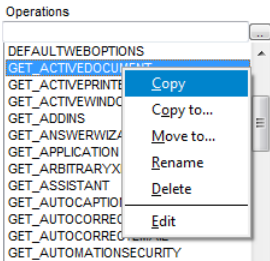 Operations
...
DEFAULTWEBOPTIONS
GET_ACTIVEDOCUMENT
GET_ACTIVEPRINTE
GET_ACTIVEWINDO
GET_ADDINS
GET_ANSWERWIZA
GET_APPLICATION
GET_ARBITRARYX
GET_ASSISTANT
GET_AUTOCAPTIO
GET_AUTOCORREC
GET_AUTOCORRECTEMAIL
GET_AUTOMATIONSECURITY
Copy
Copy to...
Move to...
Rename
Delete
Edit